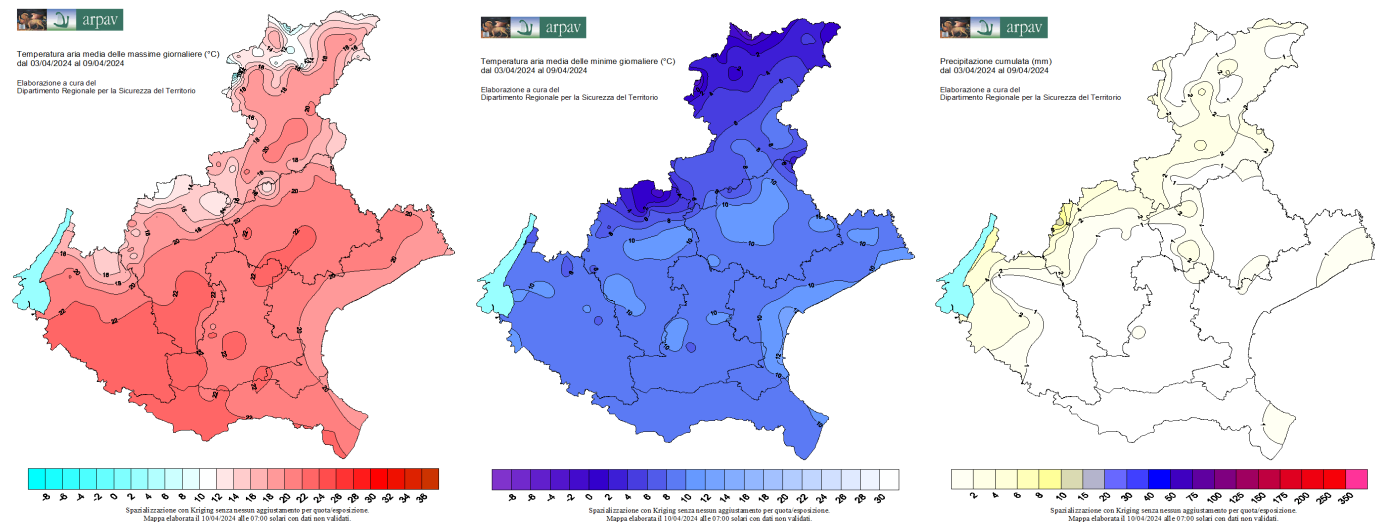 arpav
Temperatura aria media delle massime giornaliere (°C)
dal 03/04/2024 al 09/04/2024
Elaborazione a cura del
Dipartimento Regionale per la Sicurezza del Territorio
-8 -6 -4 -2 0 2 4 6 8 10 12 14 16 18 20 22 24 26 28 30 32 34 36
Spazializzazione con Kriging senza nessun aggiustamento per quota/esposizione.
Mappa elaborata il 10/04/2024 alle 07:00 solari con dati non validati.
arpav
Temperatura aria media delle minime giornaliere (°C)
dal 03/04/2024 al 09/04/2024
Elaborazione a cura del
Dipartimento Regionale per la Sicurezza del Territorio
-8 -6 -4 -2 0 2 4 6 8 10 12 14 16 18 20 22 24 26 28 30
Spazializzazione con Kriging senza nessun aggiustamento per quota/esposizione.
Mappa elaborata il 10/04/2024 alle 07:00 solari con dati non validati.
arpav
Precipitazione cumulata (mm)
dal 03/04/2024 al 09/04/2024
Elaborazione a cura del
Dipartimento Regionale per la Sicurezza del Territorio
2 4 6 8 10 15 20 30 40 50 75 100 125 150 175 200 250 350
Spazializzazione con Kriging senza nessun aggiustamento per quota/esposizione.
Mappa elaborata il 10/04/2024 alle 07:00 solari con dati non validati.